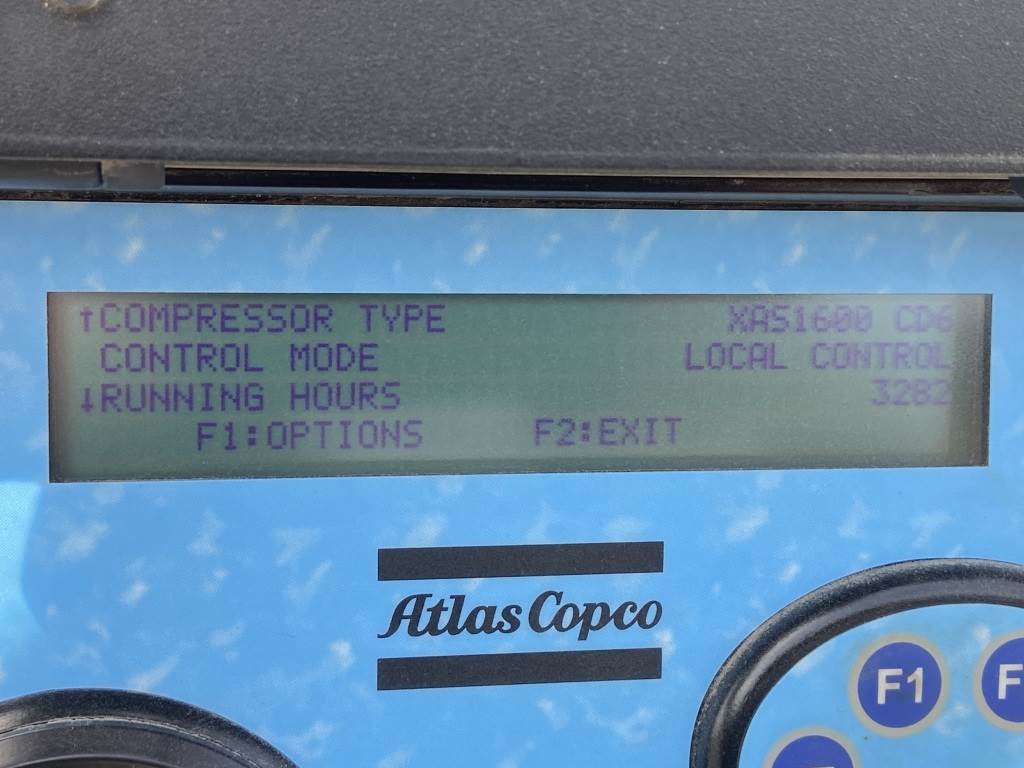 ↑COMPRESSOR TYPE XAS1600 CD6
CONTROL MODE LOCAL CONTROL
↓RUNNING HOURS 3282
F1:OPTIONS F2:EXIT
Atlas Copco
F1